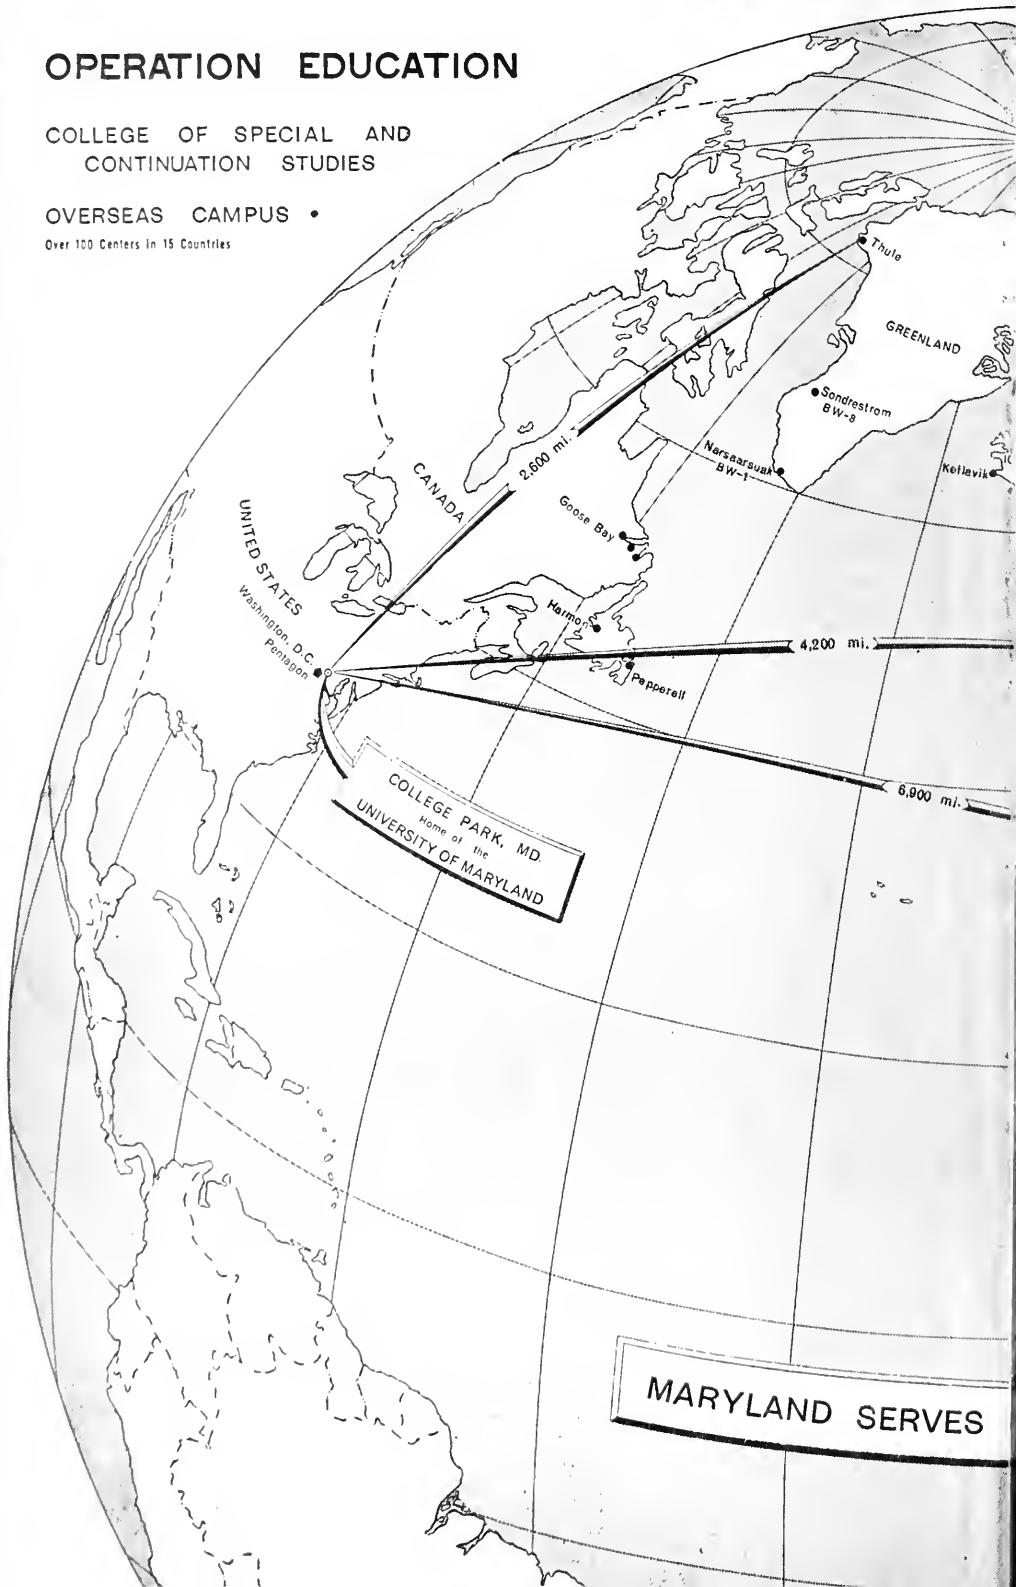 OPERATION EDUCATION
COLLEGE OF SPECIAL AND
CONTINUATION STUDIES
OVERSEAS CAMPUS •
Over 100 Centers in 15 Countries
Thule
GREENLAND
Sondrestrom
BW-8
Narsaarsuak
BW-1
Keflavik
2,600 mi.
CANADA
Goose Bay
UNITED STATES
Washington, D.C.
Pentagon
Harmon
Pepperell
4,200 mi.
6,900 mi.
COLLEGE PARK, MD.
Home of the
UNIVERSITY OF MARYLAND
MARYLAND SERVES